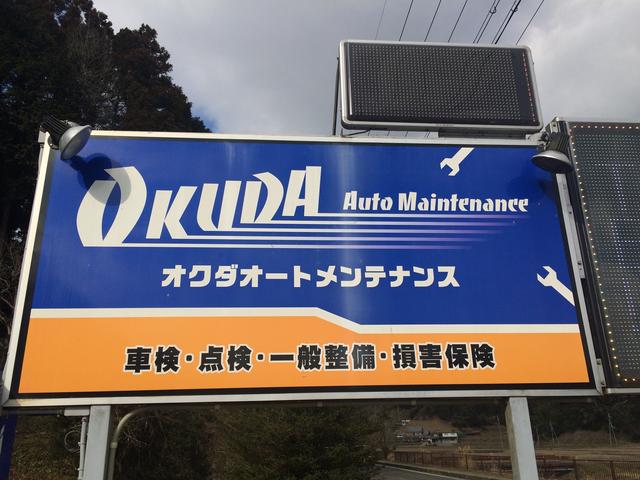 OKUDA Auto Maintenance
オクダオートメンテナンス
車検・点検・一般整備・損害保険